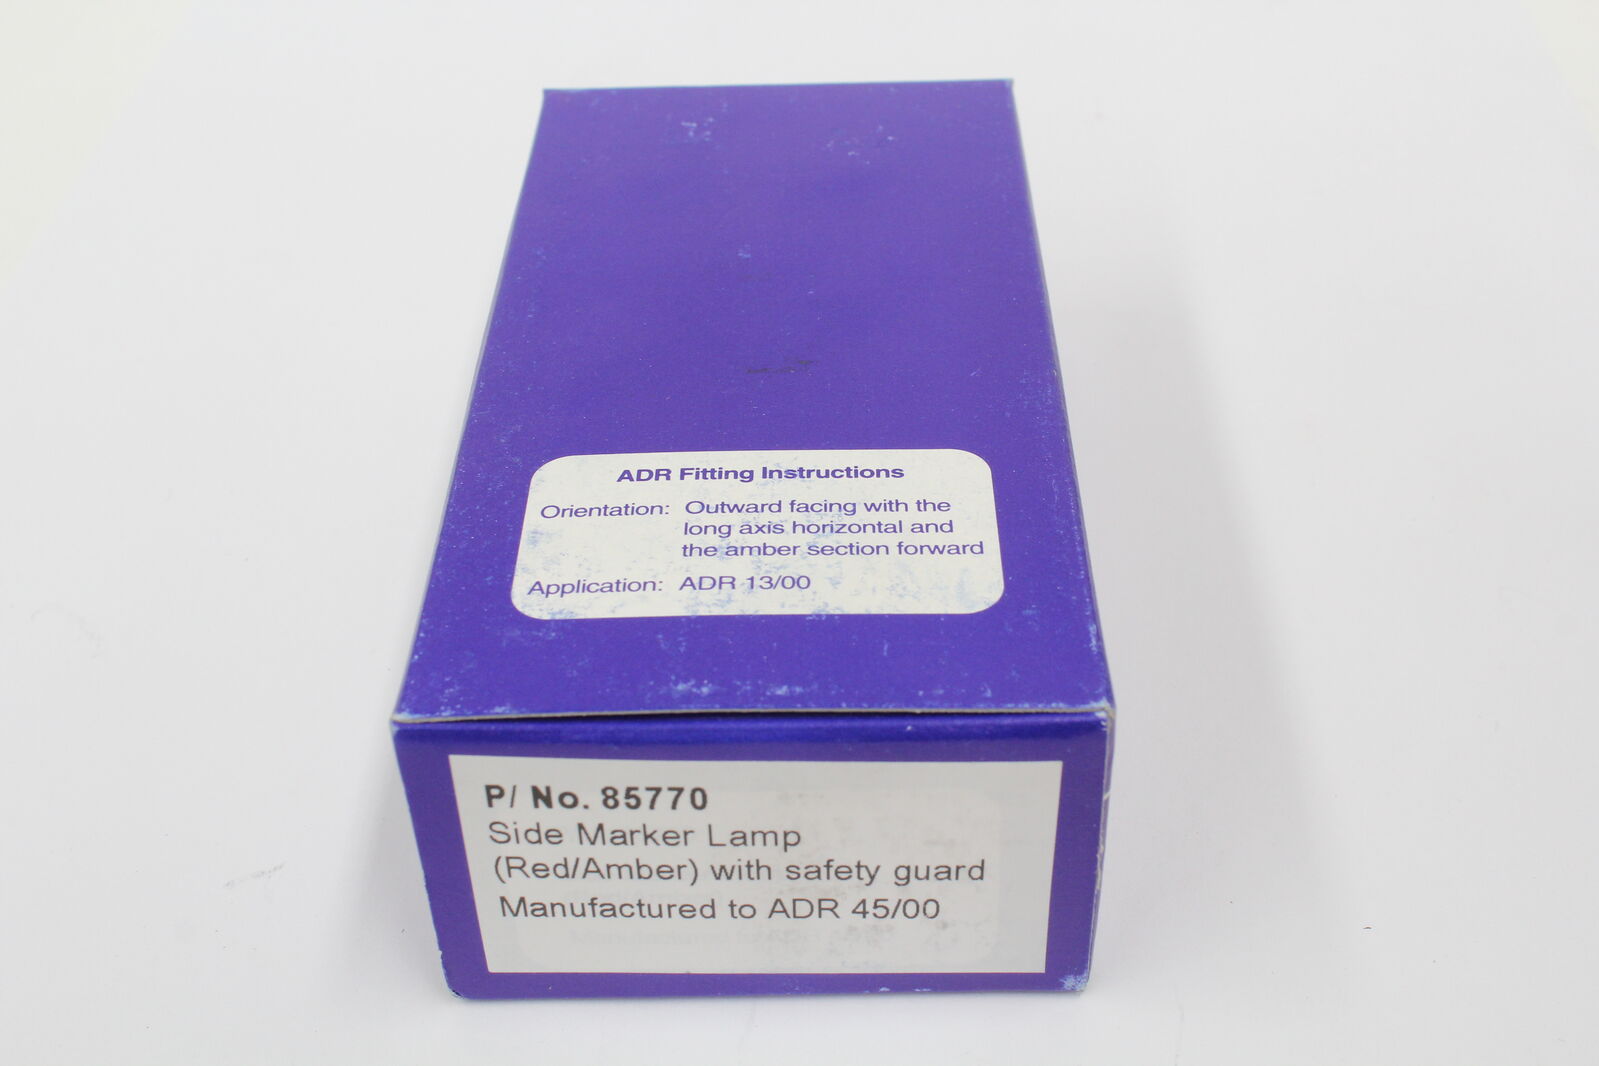 ADR Fitting Instructions
Orientation: Outward facing with the
long axis horizontal and
the amber section forward
Application: ADR 13/00
P/ No. 85770
Side Marker Lamp
(Red/Amber) with safety guard
Manufactured to ADR 45/00